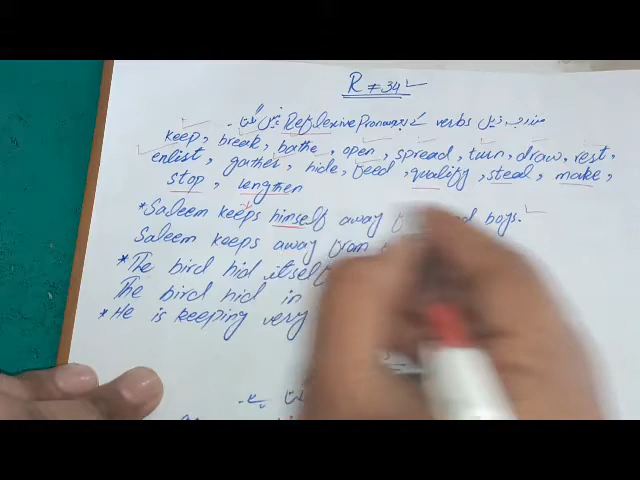 R # 34
مندرجہ ذیل verbs کے Reflexive Pronouns نہیں
keep, break, bathe, open, spread, turn, draw, rest,
enlist, gather, hide, feed, qualify, steal, make,
stop, lengthen
*Saleem keeps himself away boys.
Saleem keeps away from
*The bird hid itself
The bird hid in
*He is keeping very